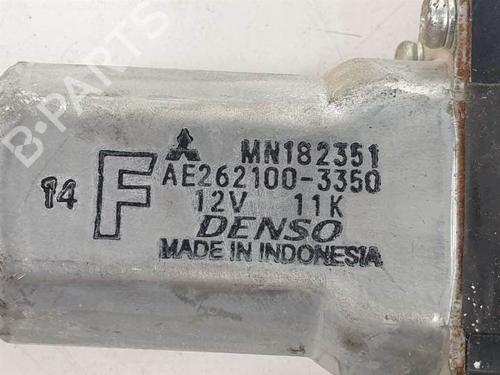 MN182351
14 F AE262100-3350
12V 11K
DENSO
MADE IN INDONESIA
B-PARTS